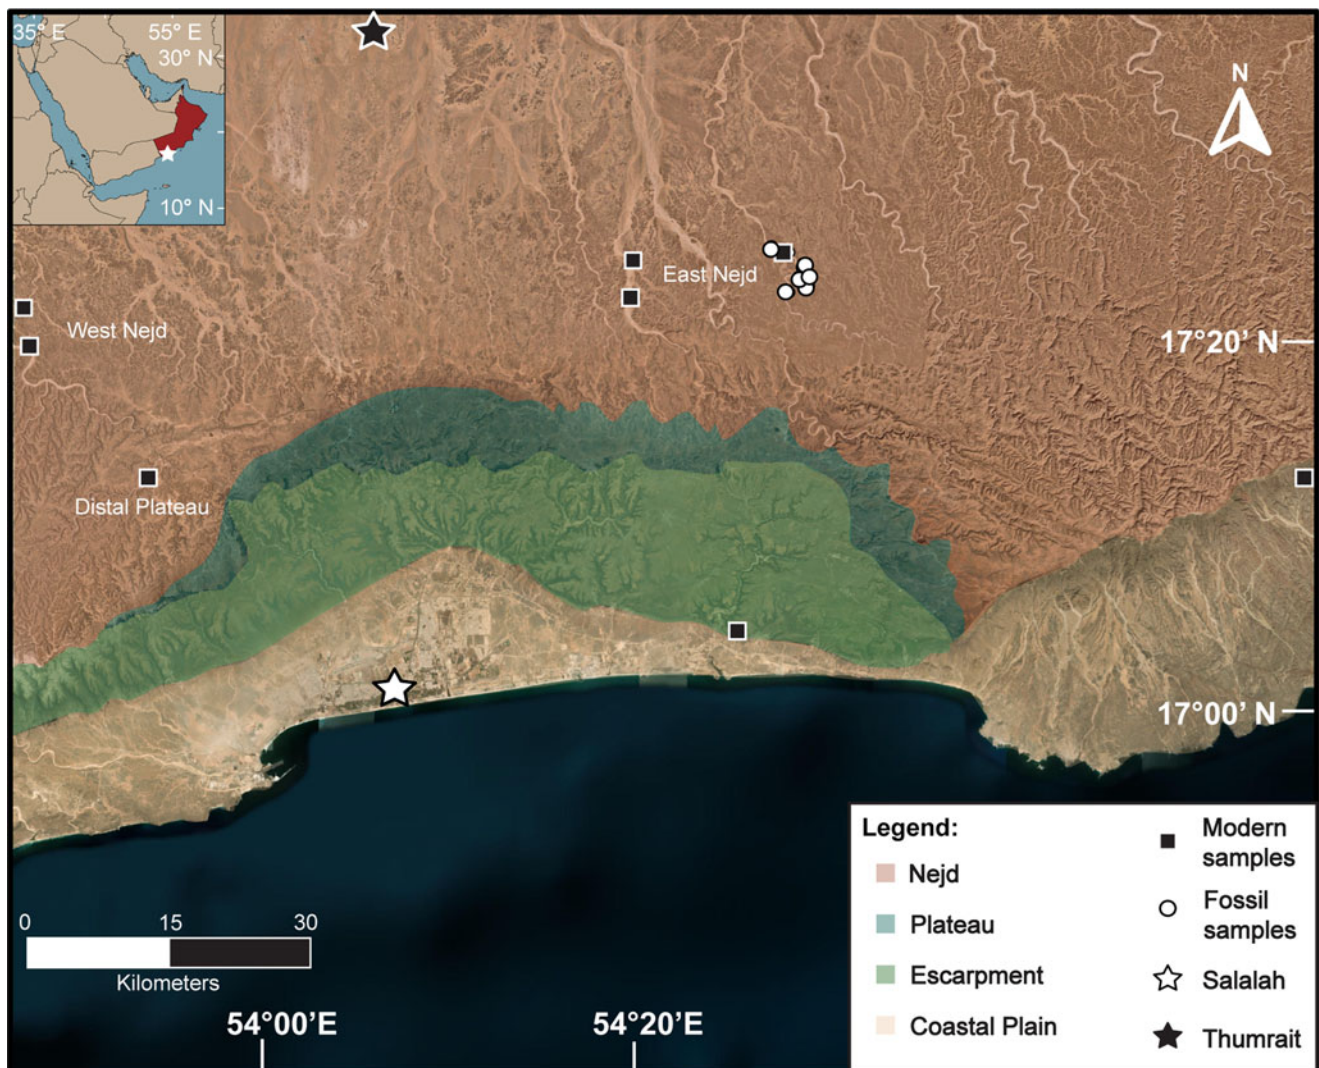 35° E
55° E
30° N
10° N
N
East Nejd
West Nejd
17°20’ N
Distal Plateau
17°00’ N
0 15 30
Kilometers
54°00’E
54°20’E
Legend:
Nejd
Plateau
Escarpment
Coastal Plain
Modern
samples
Fossil
samples
Salalah
Thumrait